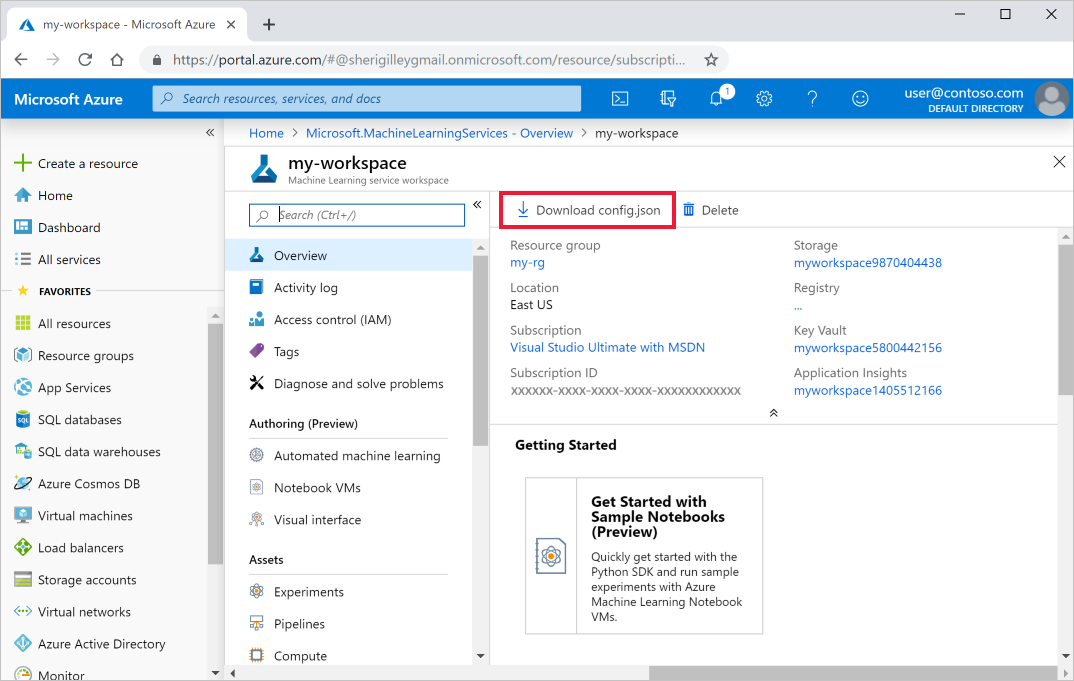 my-workspace - Microsoft Azure
https://portal.azure.com/#@sherigilleygmail.onmicrosoft.com/resource/subscripti...
Microsoft Azure
Search resources, services, and docs
1
user@contoso.com
DEFAULT DIRECTORY
Create a resource
Home
Dashboard
All services
FAVORITES
All resources
Resource groups
App Services
SQL
SQL databases
SQL data warehouses
Azure Cosmos DB
Virtual machines
Load balancers
Storage accounts
Virtual networks
Azure Active Directory
Monitor
Home > Microsoft.MachineLearningServices - Overview > my-workspace
my-workspace
Machine Learning service workspace
Search (Ctrl+/)
Overview
Activity log
Access control (IAM)
Tags
Diagnose and solve problems
Authoring (Preview)
Automated machine learning
Notebook VMs
Visual interface
Assets
Experiments
Pipelines
Compute
Download config.json
Delete
Resource group
my-rg
Location
East US
Subscription
Visual Studio Ultimate with MSDN
Subscription ID
xxxxxx-xxxx-xxxx-xxxx-xxxxxxxxxxxx
Storage
myworkspace9870404438
Registry
...
Key Vault
myworkspace5800442156
Application Insights
myworkspace1405512166
Getting Started
Get Started with
Sample Notebooks
(Preview)
Quickly get started with the
Python SDK and run sample
experiments with Azure
Machine Learning Notebook
VMs.